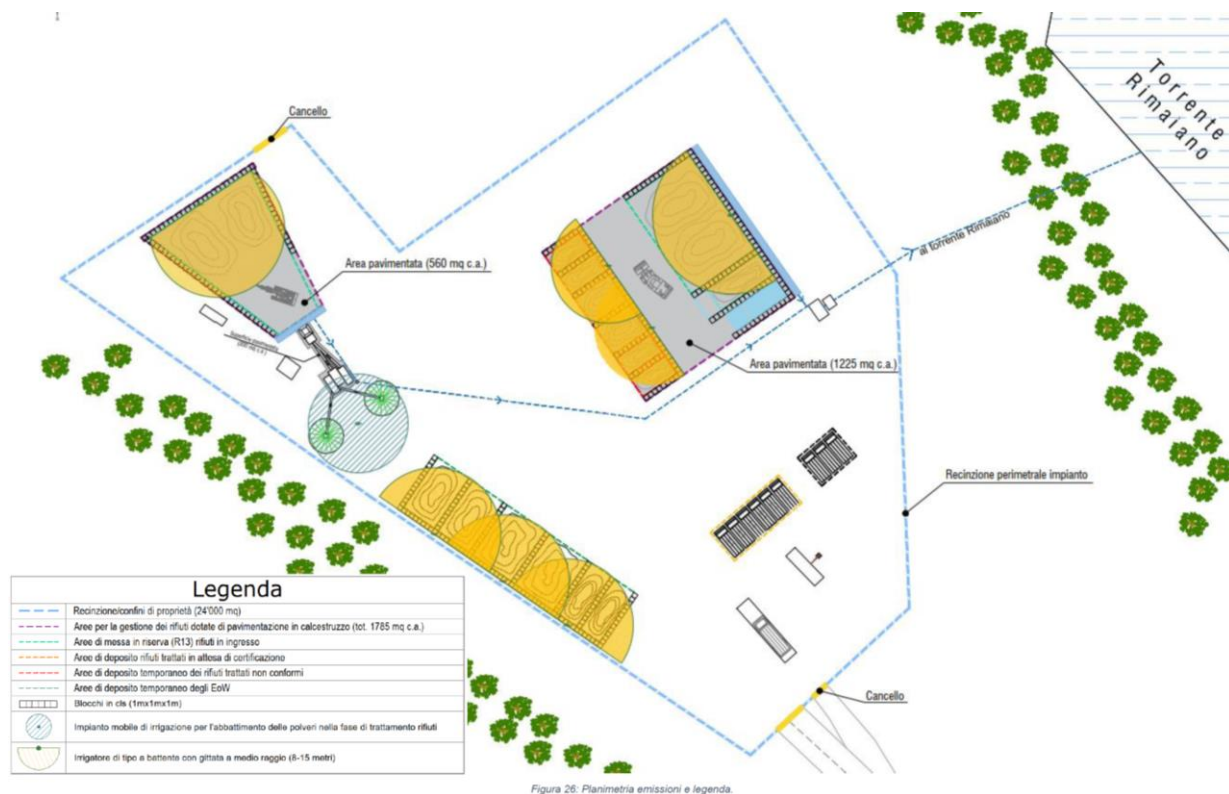 Cancello
Torrente
Rimaiano
al torrente Rimaiano
Area pavimentata (560 mq c.a.)
Area pavimentata (1225 mq c.a.)
Recinzione perimetrale impianto
Cancello
Legenda
Recinzione/confini di proprietà (24'000 mq)
Aree per la gestione dei rifiuti dotate di pavimentazione in calcestruzzo (tot. 1785 mq c.a.)
Aree di messa in riserva (R13) rifiuti in ingresso
Aree di deposito rifiuti trattati in attesa di certificazione
Aree di deposito temporaneo dei rifiuti trattati non conformi
Aree di deposito temporaneo degli EoW
Blocchi in cls (1mx1mx1m)
Impianto mobile di irrigazione per l'abbattimento delle polveri nella fase di trattamento rifiuti
Irrigatore di tipo a battente con gittata a medio raggio (8-15 metri)
Figura 26: Planimetria emissioni e legenda.